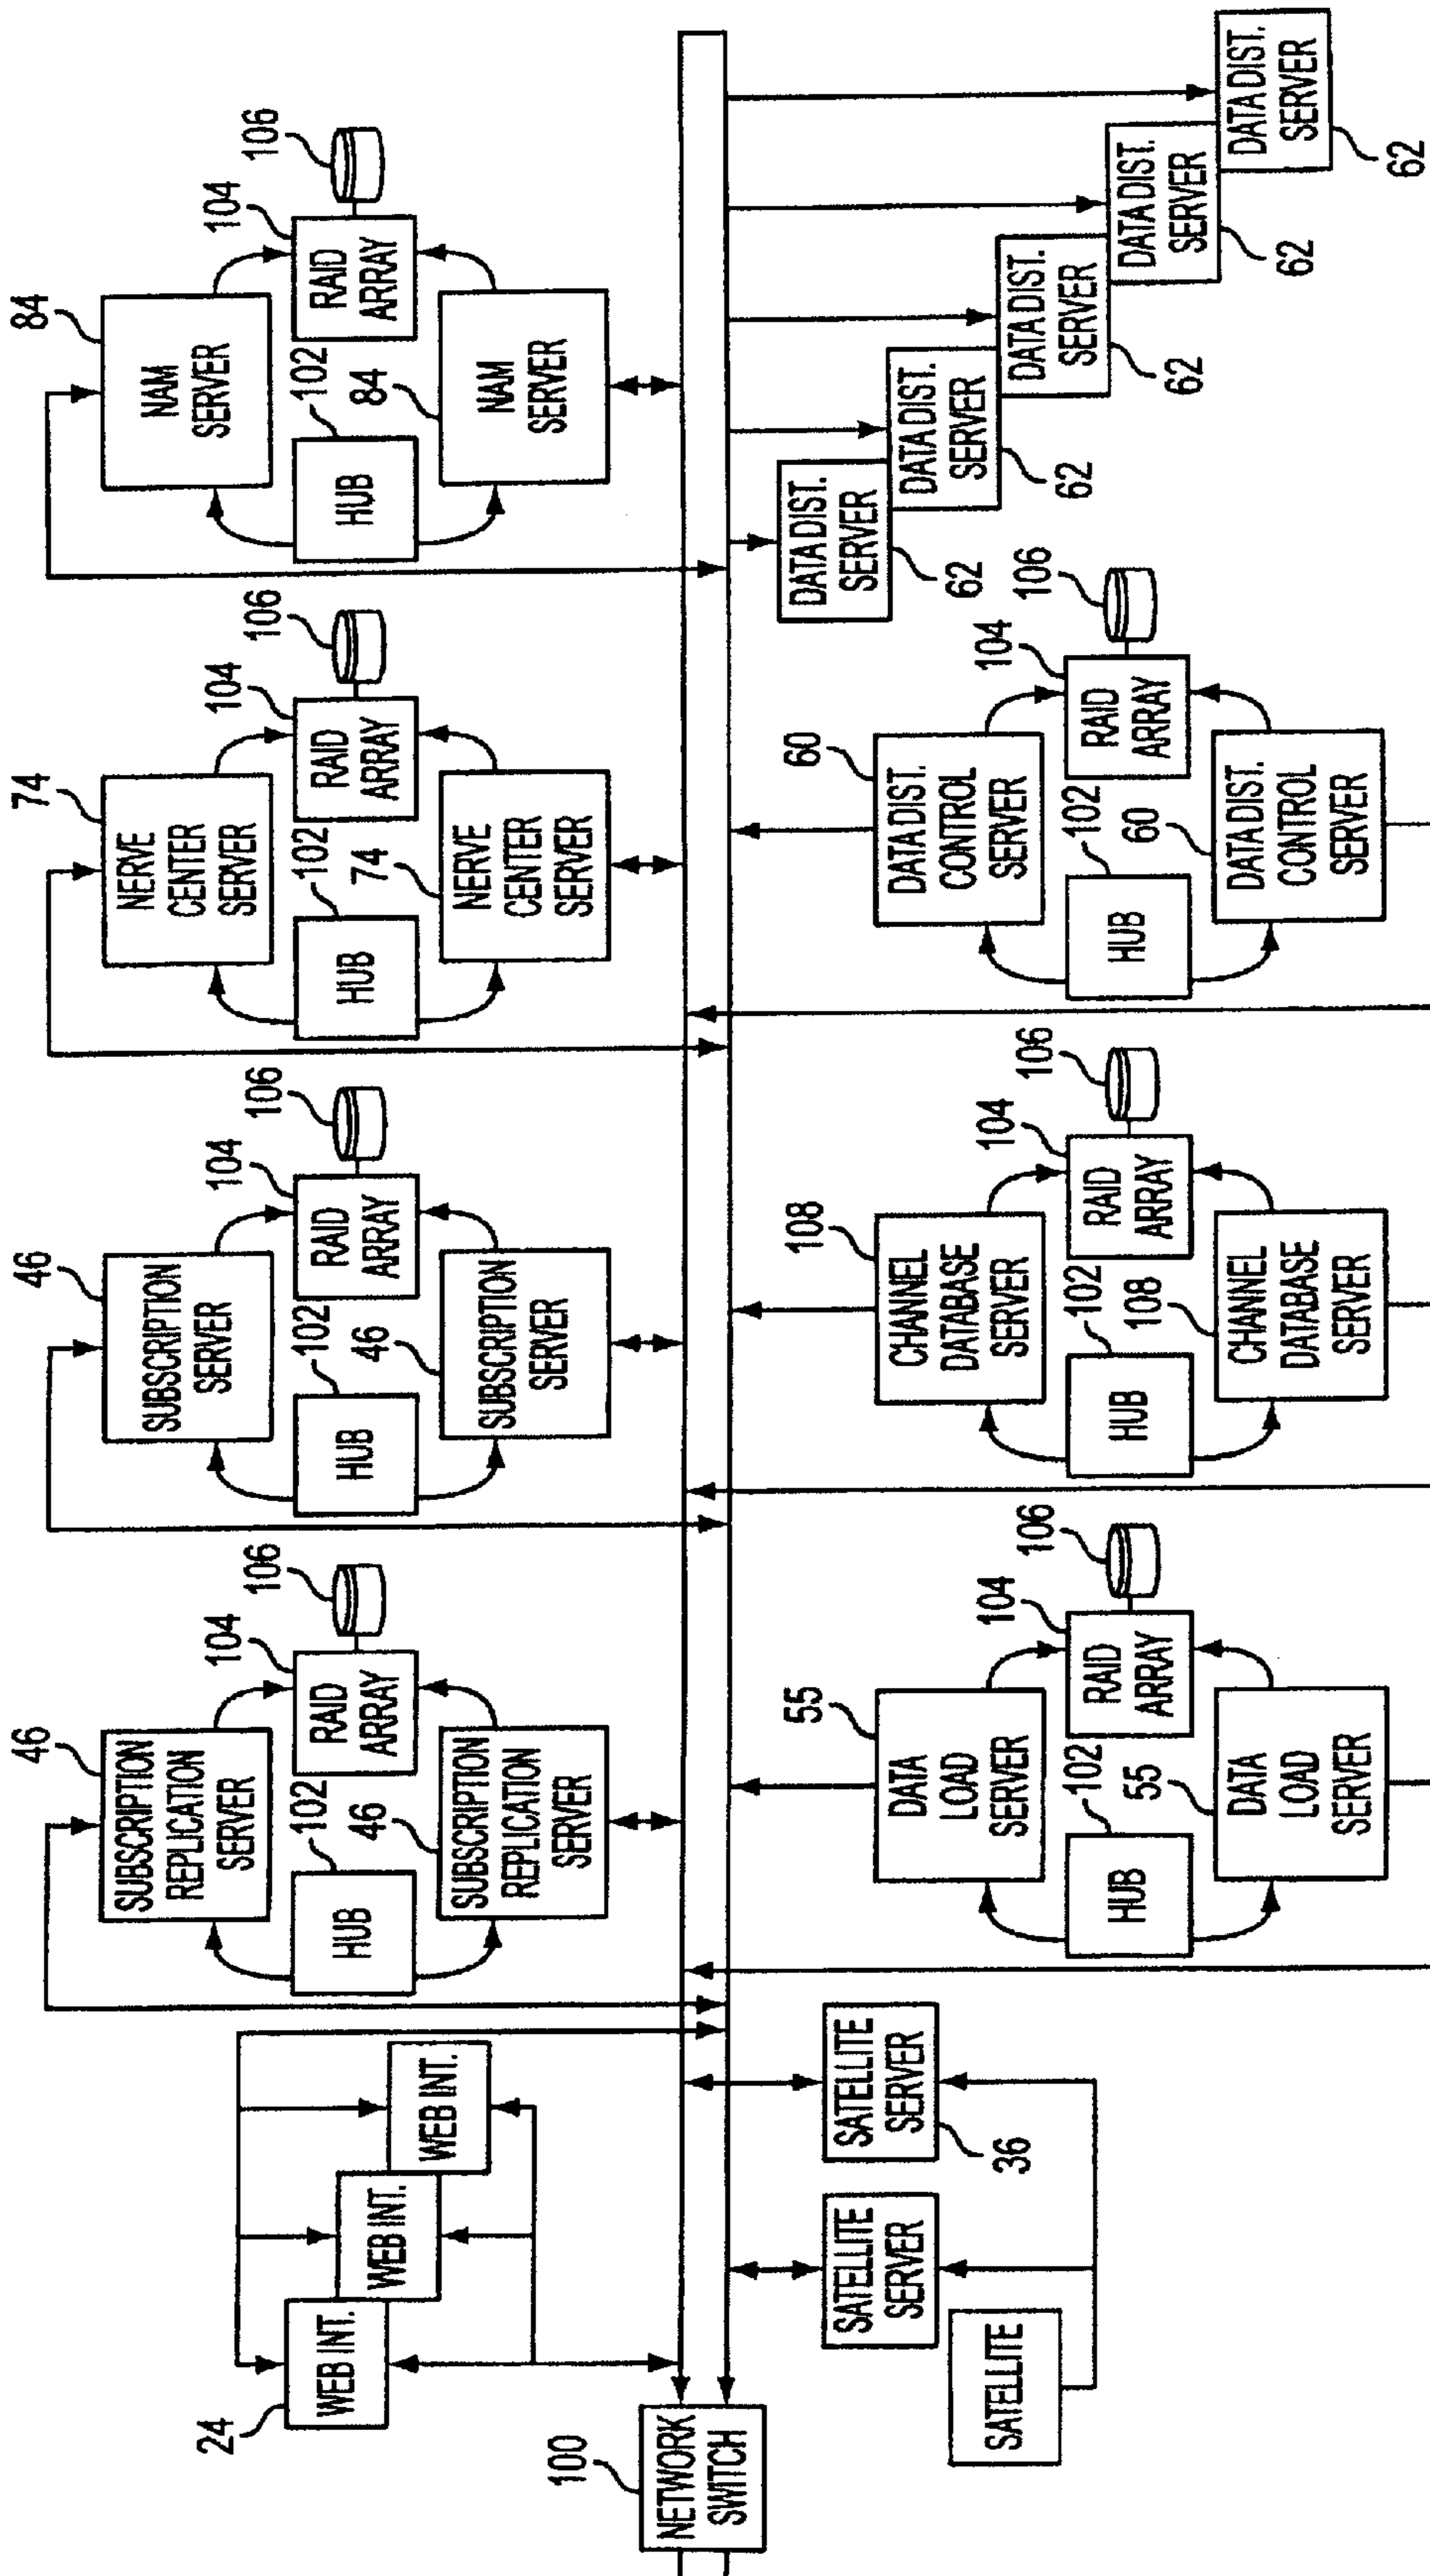 24
WEB INT.
WEB INT.
WEB INT.
46
SUBSCRIPTION
REPLICATION
SERVER
102
HUB
46
SUBSCRIPTION
REPLICATION
SERVER
104
RAID
ARRAY
106
46
SUBSCRIPTION
SERVER
102
HUB
46
SUBSCRIPTION
SERVER
104
RAID
ARRAY
106
74
NERVE
CENTER
SERVER
102
HUB
74
NERVE
CENTER
SERVER
104
RAID
ARRAY
106
84
NAM
SERVER
102
HUB
84
NAM
SERVER
104
RAID
ARRAY
106
100
NETWORK
SWITCH
SATELLITE
SATELLITE
SERVER
SATELLITE
SERVER
36
55
DATA
LOAD
SERVER
102
HUB
55
DATA
LOAD
SERVER
104
RAID
ARRAY
106
108
CHANNEL
DATABASE
SERVER
102
HUB
108
CHANNEL
DATABASE
SERVER
104
RAID
ARRAY
106
60
DATA DIST.
CONTROL
SERVER
102
HUB
60
DATA DIST.
CONTROL
SERVER
104
RAID
ARRAY
106
DATA DIST.
SERVER
62
DATA DIST.
SERVER
62
DATA DIST.
SERVER
62
DATA DIST.
SERVER
62
DATA DIST.
SERVER
62